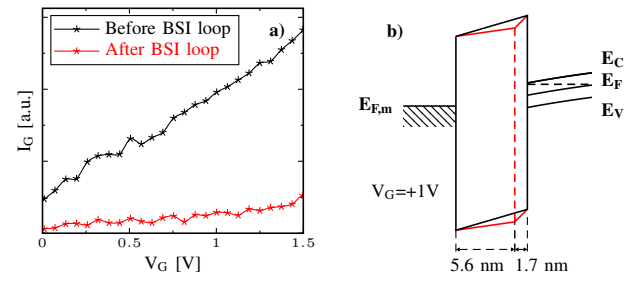 Before BSI loop
After BSI loop
a)
I_G [a.u.]
0
0.5
1
1.5
V_G [V]
b)
E_C
E_F
E_V
E_F,m
V_G=+1V
5.6 nm
1.7 nm